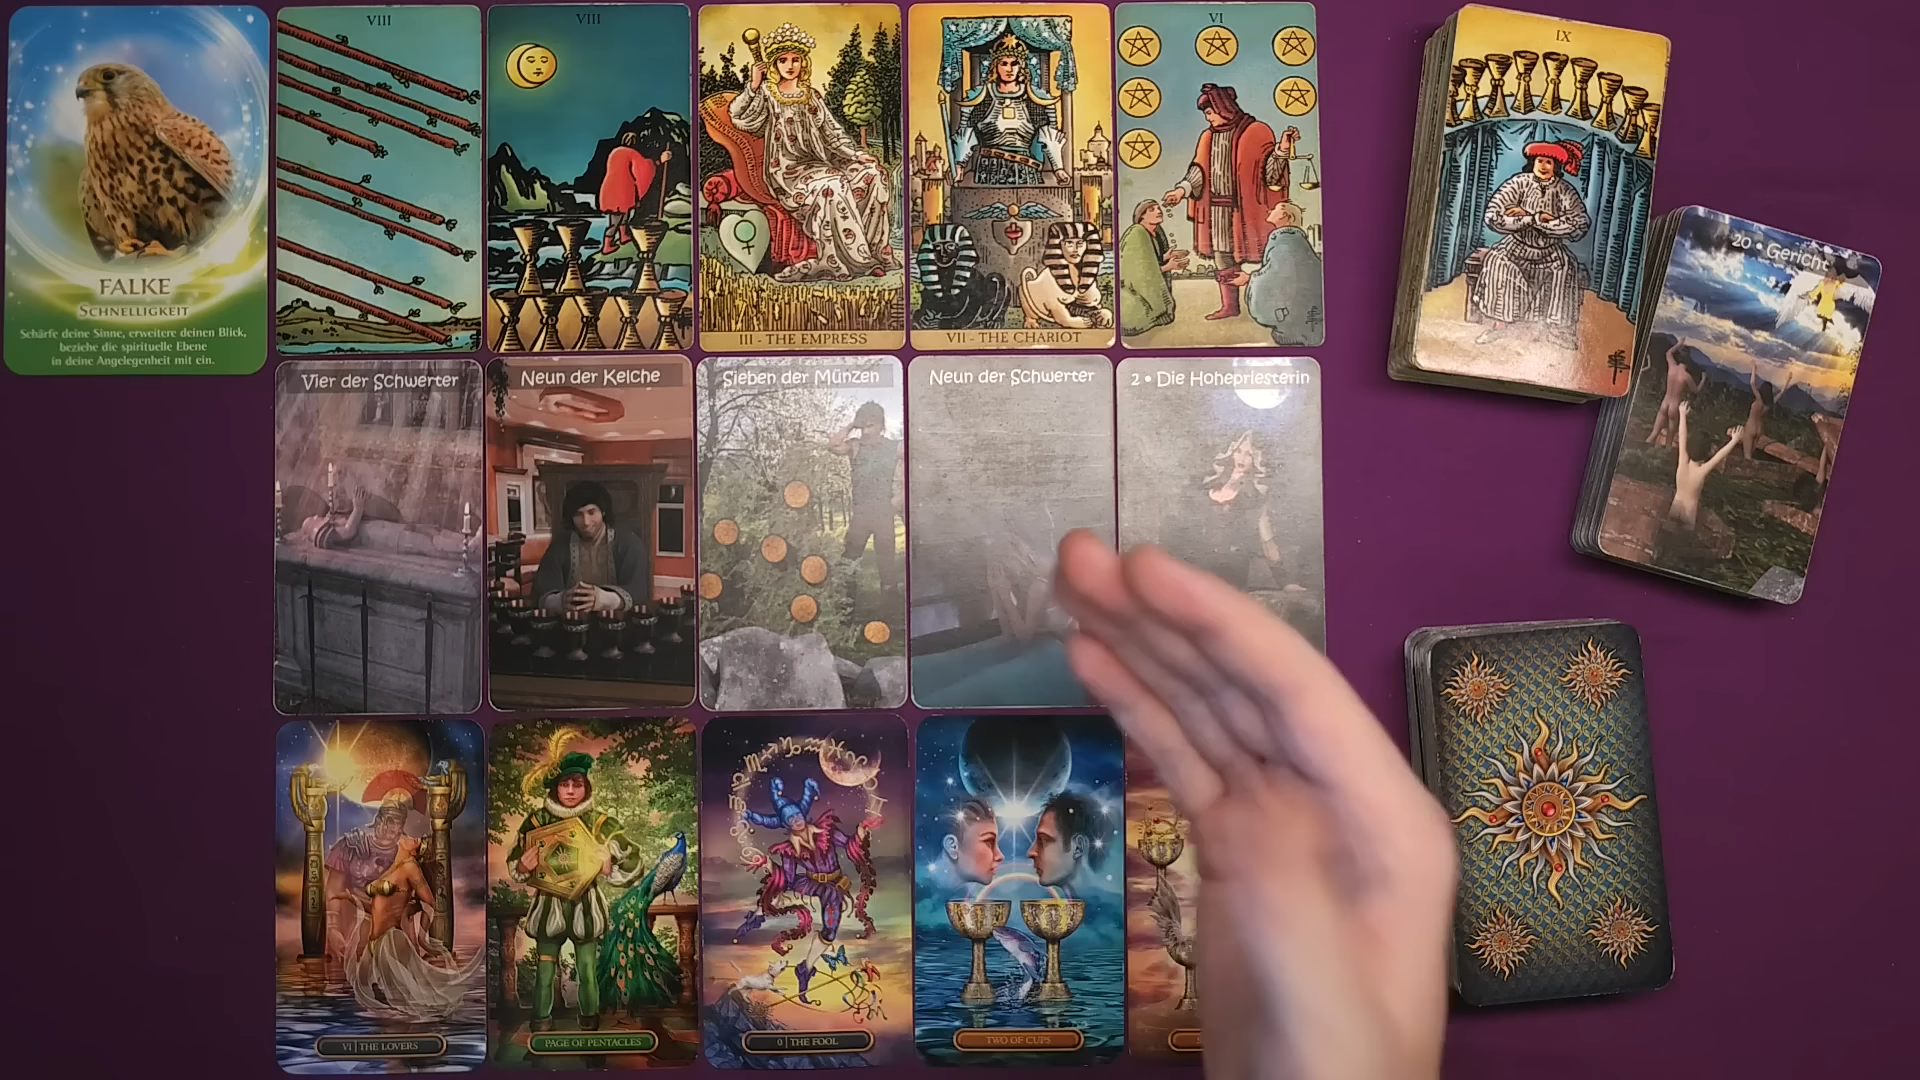 FALKE
SCHNELLIGKEIT
Schärfe deine Sinne, erweitere deinen Blick,
beziehe die spirituelle Ebene
in deine Angelegenheit mit ein.
VIII
VIII
III - THE EMPRESS
VII - THE CHARIOT
VI
IX
20 • Gericht
Vier der Schwerter
Neun der Kelche
Sieben der Münzen
Neun der Schwerter
2 • Die Hohepriesterin
VI | THE LOVERS
PAGE OF PENTACLES
0 | THE FOOL
TWO OF CUPS